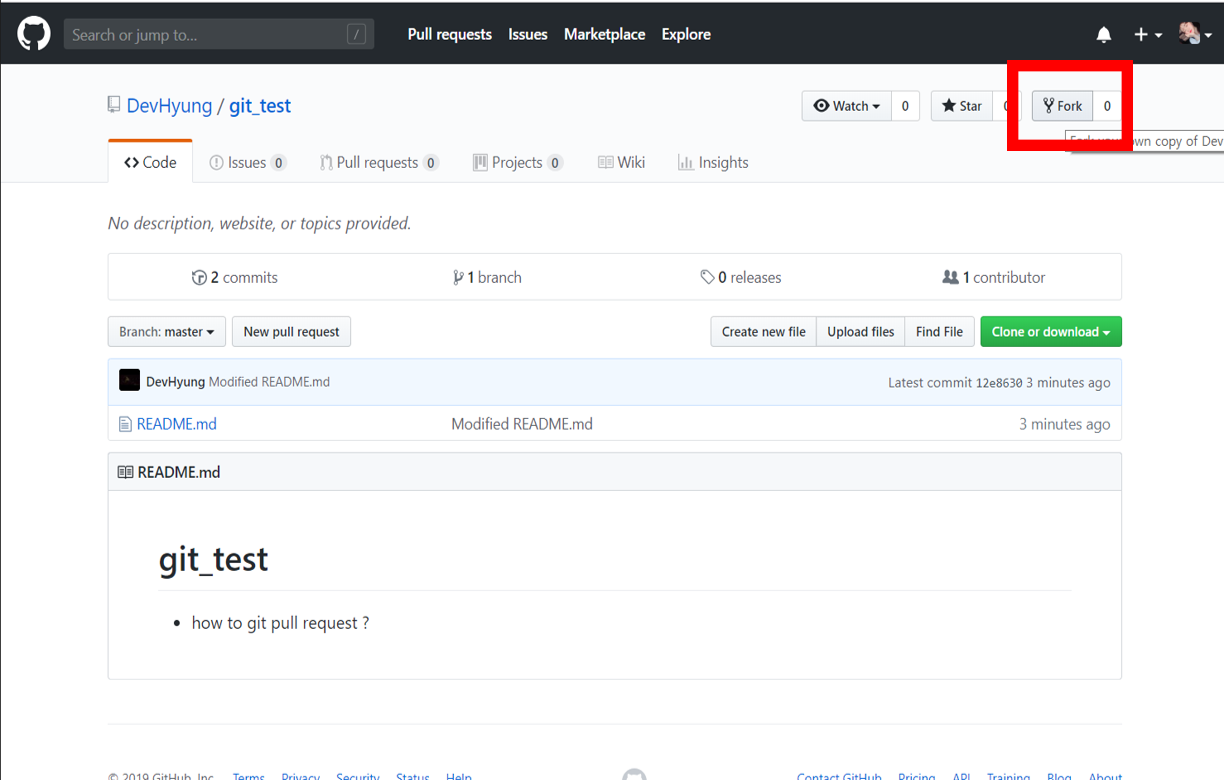 Search or jump to... /
Pull requests Issues Marketplace Explore
DevHyung / git_test
Watch 0 Star Fork 0
wn copy of Dev
Code Issues 0 Pull requests 0 Projects 0 Wiki Insights
No description, website, or topics provided.
2 commits 1 branch 0 releases 1 contributor
Branch: master New pull request Create new file Upload files Find File Clone or download
DevHyung Modified README.md Latest commit 12e8630 3 minutes ago
README.md Modified README.md 3 minutes ago
README.md
git_test
• how to git pull request ?
© 2019 GitHub, Inc. Terms Privacy Security Status Help Contact GitHub Pricing API Training Blog About